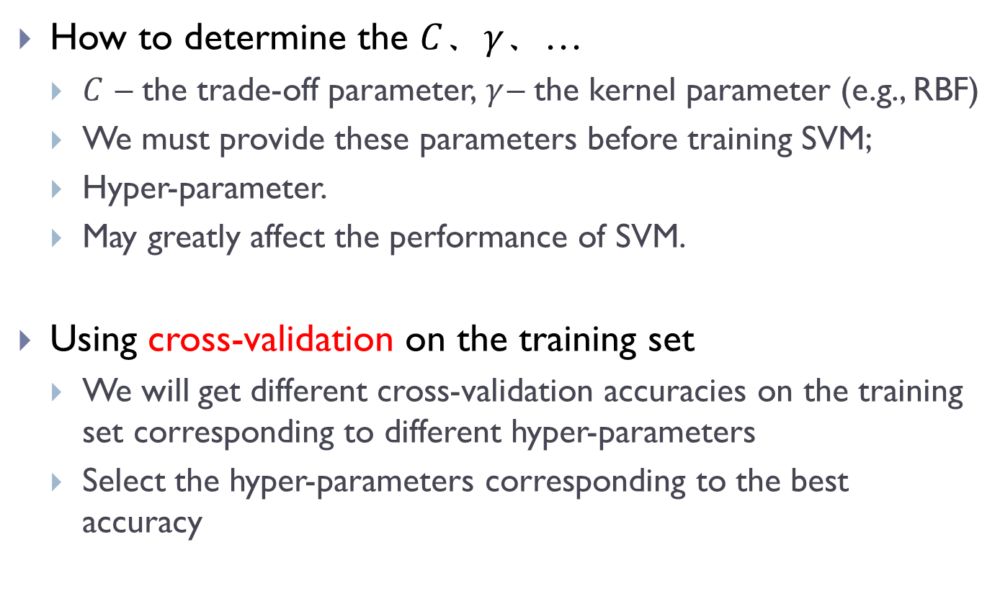 How to determine the C、γ、…
C – the trade-off parameter, γ – the kernel parameter (e.g., RBF)
We must provide these parameters before training SVM;
Hyper-parameter.
May greatly affect the performance of SVM.
Using cross-validation on the training set
We will get different cross-validation accuracies on the training
set corresponding to different hyper-parameters
Select the hyper-parameters corresponding to the best
accuracy